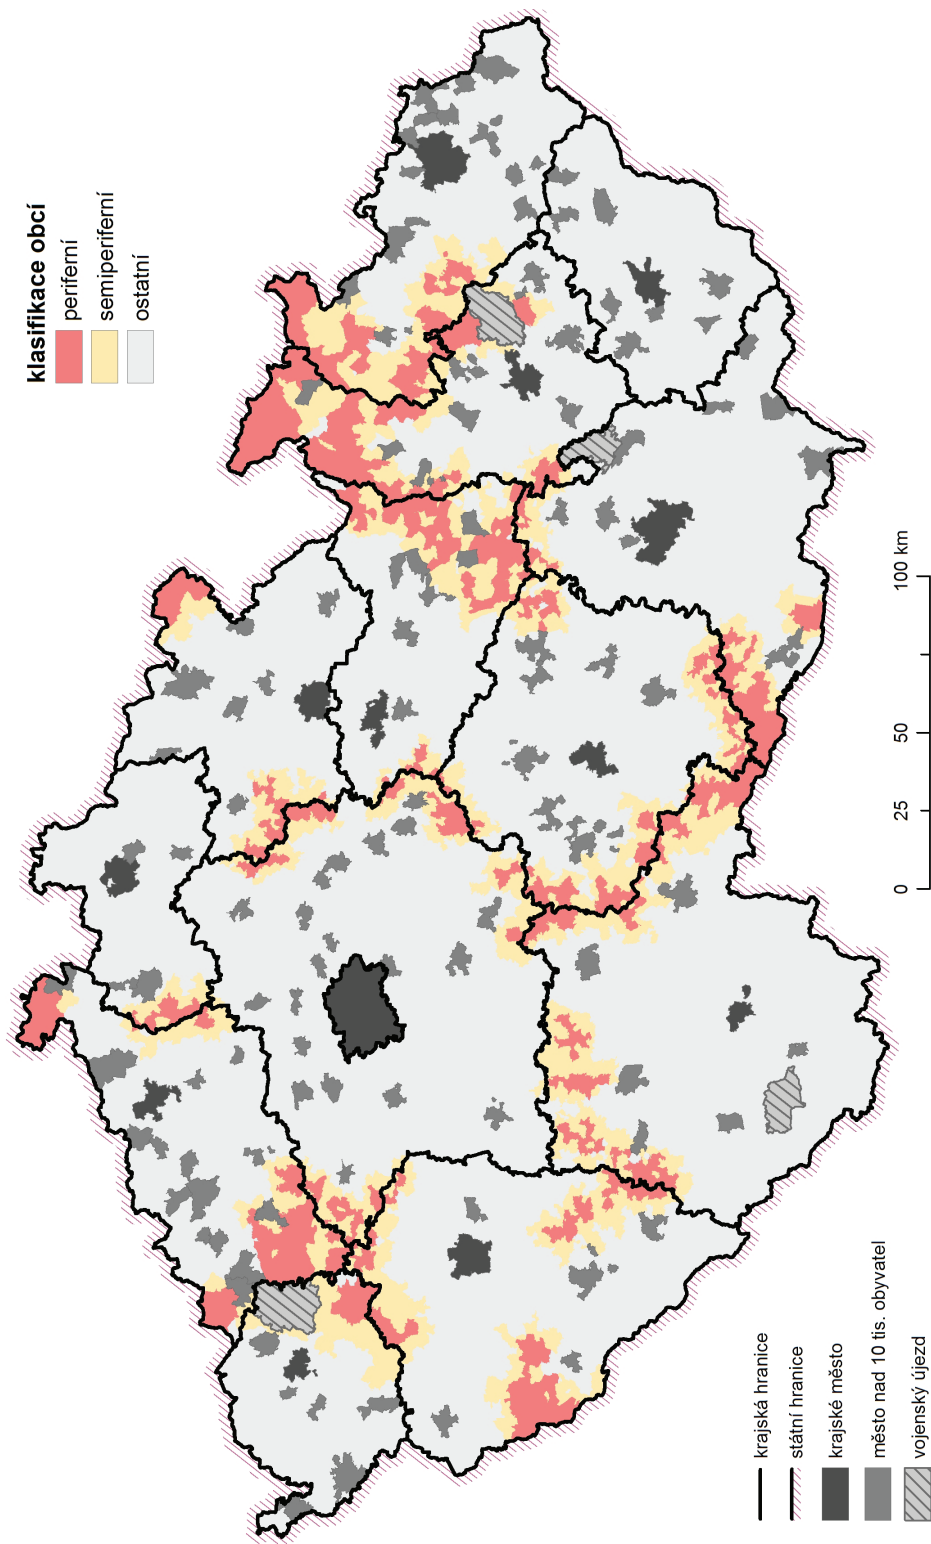 klasifikace obcí
periferní
semiperiferní
ostatní
krajská hranice
státní hranice
krajské město
město nad 10 tis. obyvatel
vojenský újezd
0 25 50 100 km